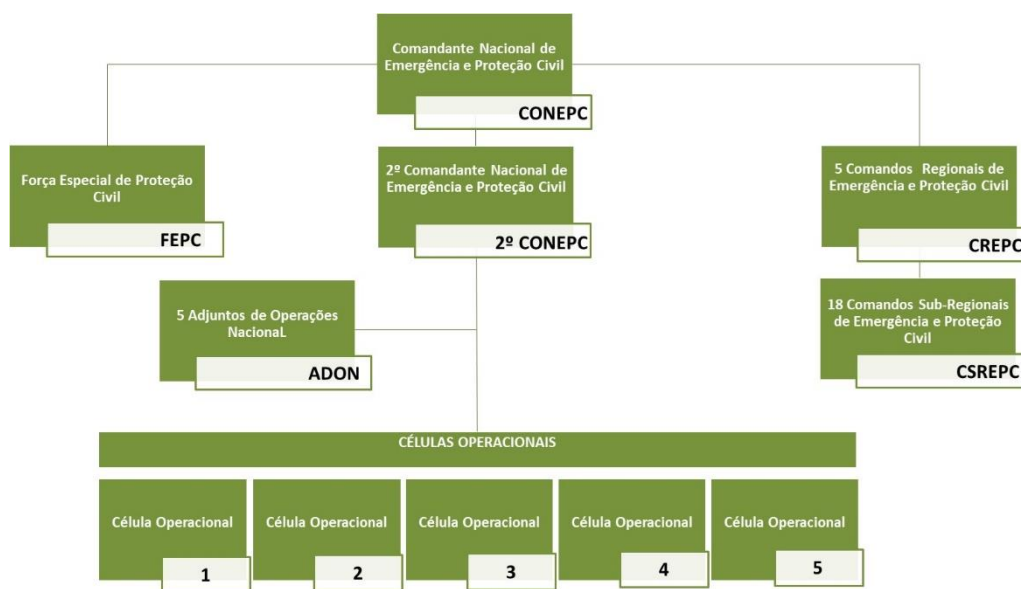 Comandante Nacional de
Emergência e Proteção Civil
CONEPC
Força Especial de Proteção
Civil
FEPC
2º Comandante Nacional de
Emergência e Proteção Civil
2º CONEPC
5 Comandos Regionais de
Emergência e Proteção Civil
CREPC
5 Adjuntos de Operações
NacionaL
ADON
18 Comandos Sub-Regionais
de Emergência e Proteção
Civil
CSREPC
CÉLULAS OPERACIONAIS
Célula Operacional
1
Célula Operacional
2
Célula Operacional
3
Célula Operacional
4
Célula Operacional
5